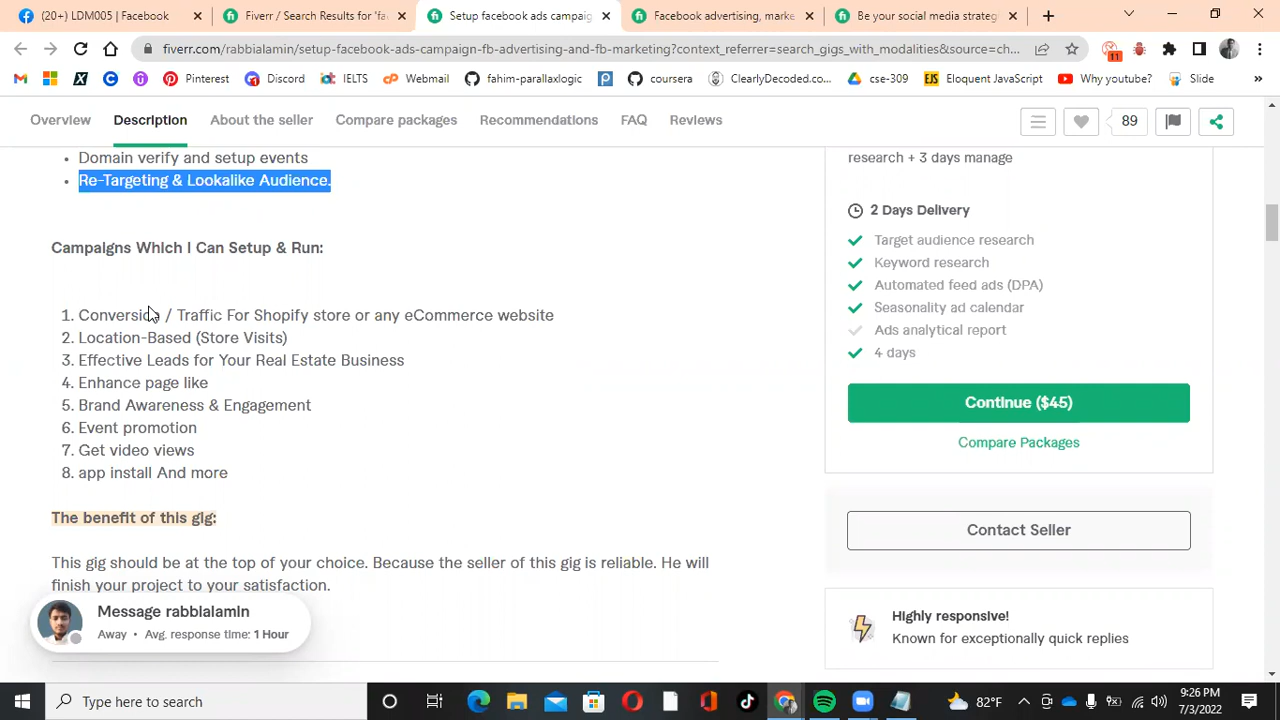 (20+) LDM005 | Facebook
Fiverr / Search Results for 'fa
Setup facebook ads campaig
Facebook advertising, marke
Be your social media strateg
fiverr.com/rabbialamin/setup-facebook-ads-campaign-fb-advertising-and-fb-marketing?context_referrer=search_gigs_with_modalities&source=ch...
11
Pinterest
Discord
IELTS
Webmail
fahim-parallaxlogic
coursera
ClearlyDecoded.co...
cse-309
EJS
Eloquent JavaScript
Why youtube?
Slide
»
Overview
Description
About the seller
Compare packages
Recommendations
FAQ
Reviews
89
• Domain verify and setup events
• Re-Targeting & Lookalike Audience.
Campaigns Which I Can Setup & Run:
1. Conversion / Traffic For Shopify store or any eCommerce website
2. Location-Based (Store Visits)
3. Effective Leads for Your Real Estate Business
4. Enhance page like
5. Brand Awareness & Engagement
6. Event promotion
7. Get video views
8. app install And more
The benefit of this gig:
This gig should be at the top of your choice. Because the seller of this gig is reliable. He will
finish your project to your satisfaction.
Message rabbialamin
Away • Avg. response time: 1 Hour
research + 3 days manage
2 Days Delivery
Target audience research
Keyword research
Automated feed ads (DPA)
Seasonality ad calendar
Ads analytical report
4 days
Continue ($45)
Compare Packages
Contact Seller
Highly responsive!
Known for exceptionally quick replies
Type here to search
82°F
9:26 PM
7/3/2022